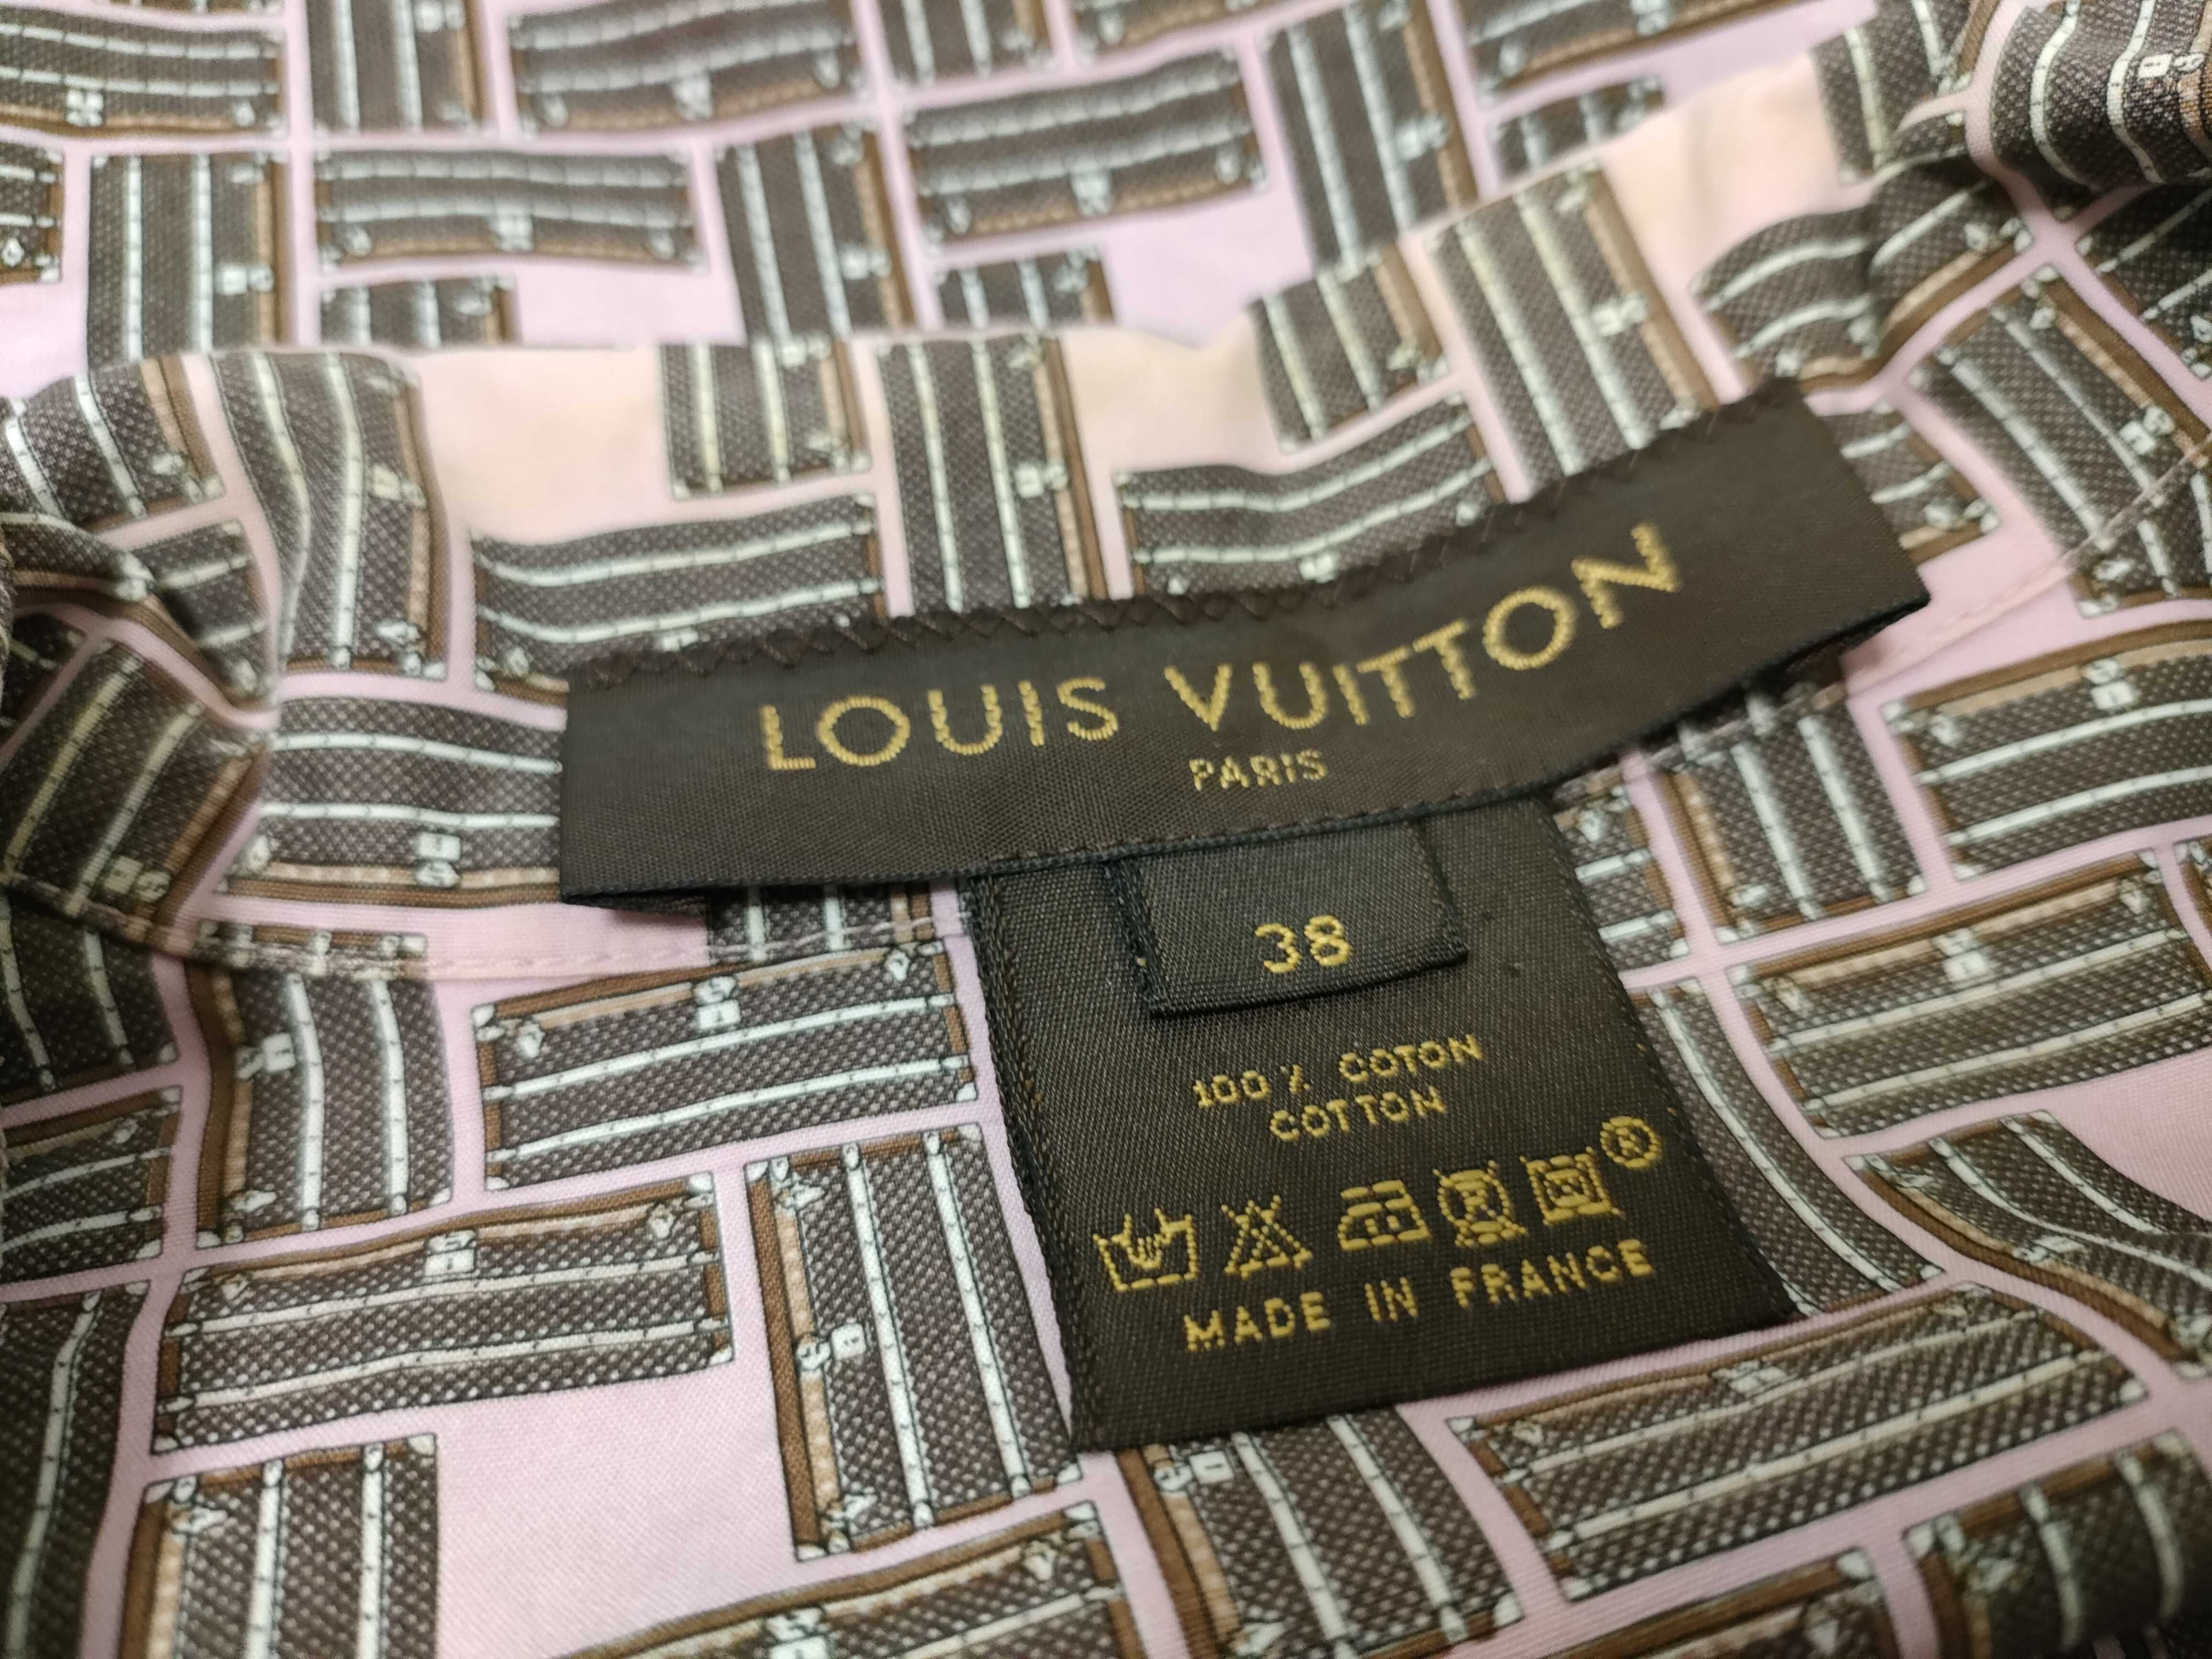 LOUIS VUITTON
PARIS
38
100 % COTON
COTTON
R
R
MADE IN FRANCE